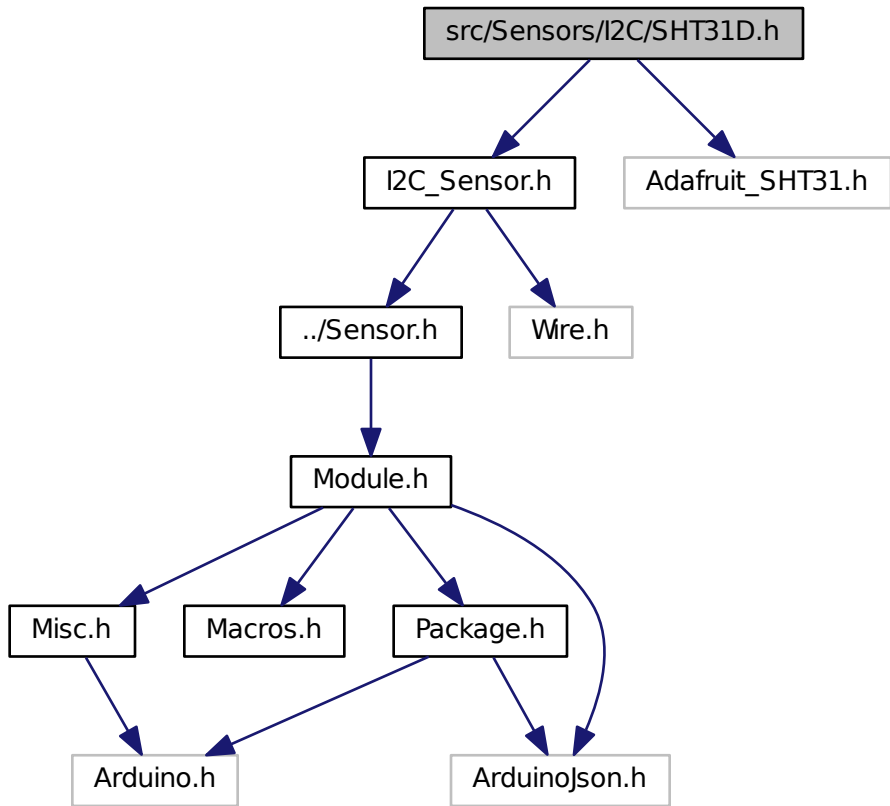 src/Sensors/I2C/SHT31D.h
I2C_Sensor.h
Adafruit_SHT31.h
../Sensor.h
Wire.h
Module.h
Misc.h
Macros.h
Package.h
Arduino.h
ArduinoJson.h